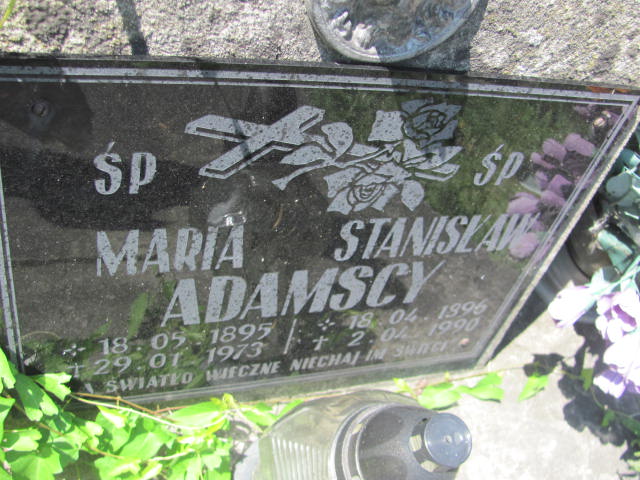 ŚP ŚP
MARIA STANISŁAW
ADAMSCY
18.05.1895 / 18.04.1896
+ 29.01.1973 + 2.04.1990
A ŚWIATŁO WIECZNE NIECHAJ IM ŚWIECI